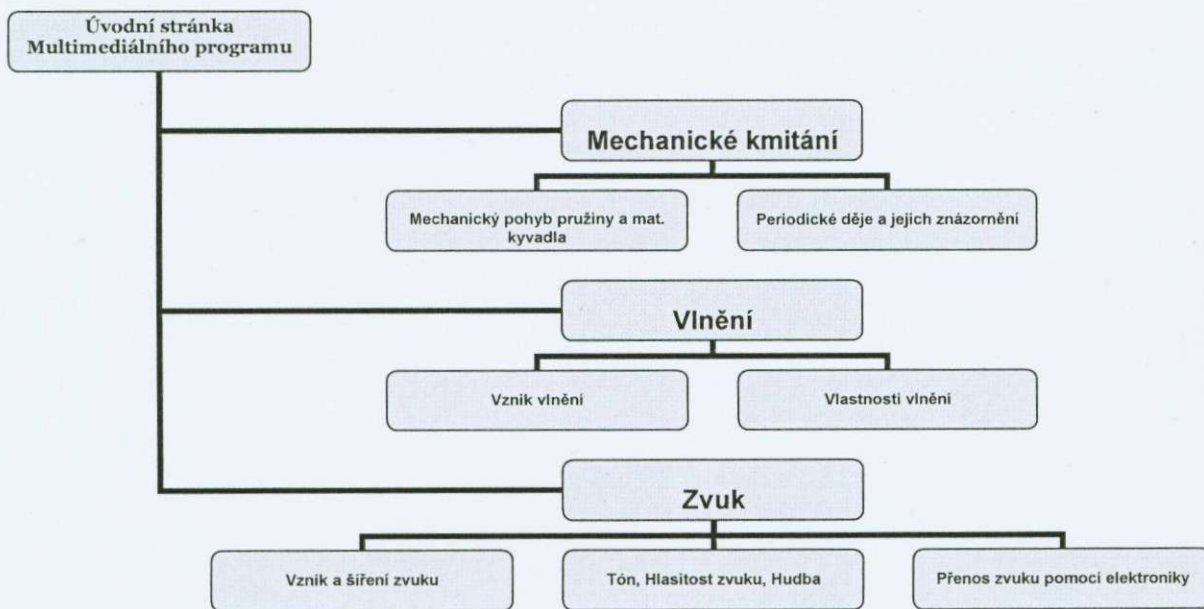 Úvodní stránka
Multimediálního programu
Mechanické kmitání
Mechanický pohyb pružiny a mat.
kyvadla
Periodické děje a jejich znázornění
Vlnění
Vznik vlnění
Vlastnosti vlnění
Zvuk
Vznik a šíření zvuku
Tón, Hlasitost zvuku, Hudba
Přenos zvuku pomocí elektroniky